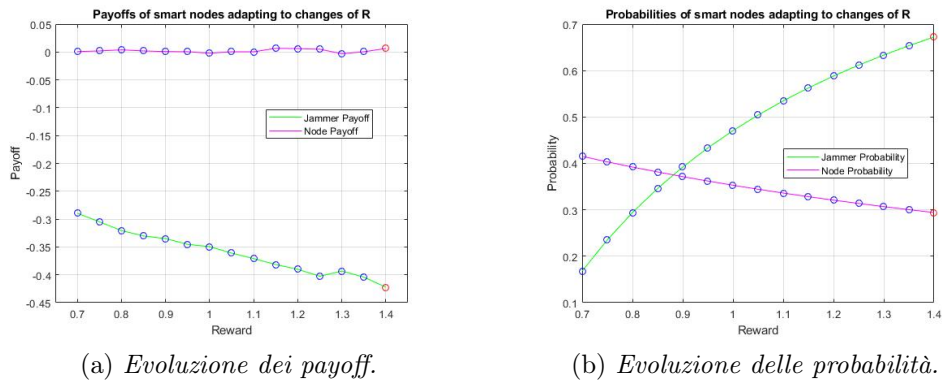 Payoffs of smart nodes adapting to changes of R
0.05
0
-0.05
-0.1
-0.15
-0.2
-0.25
-0.3
-0.35
-0.4
-0.45
Payoff
Jammer Payoff
Node Payoff
0.7 0.8 0.9 1 1.1 1.2 1.3 1.4
Reward
(a) Evoluzione dei payoff.
Probabilities of smart nodes adapting to changes of R
0.7
0.6
0.5
0.4
0.3
0.2
0.1
Probability
Jammer Probability
Node Probability
0.7 0.8 0.9 1 1.1 1.2 1.3 1.4
Reward
(b) Evoluzione delle probabilità.